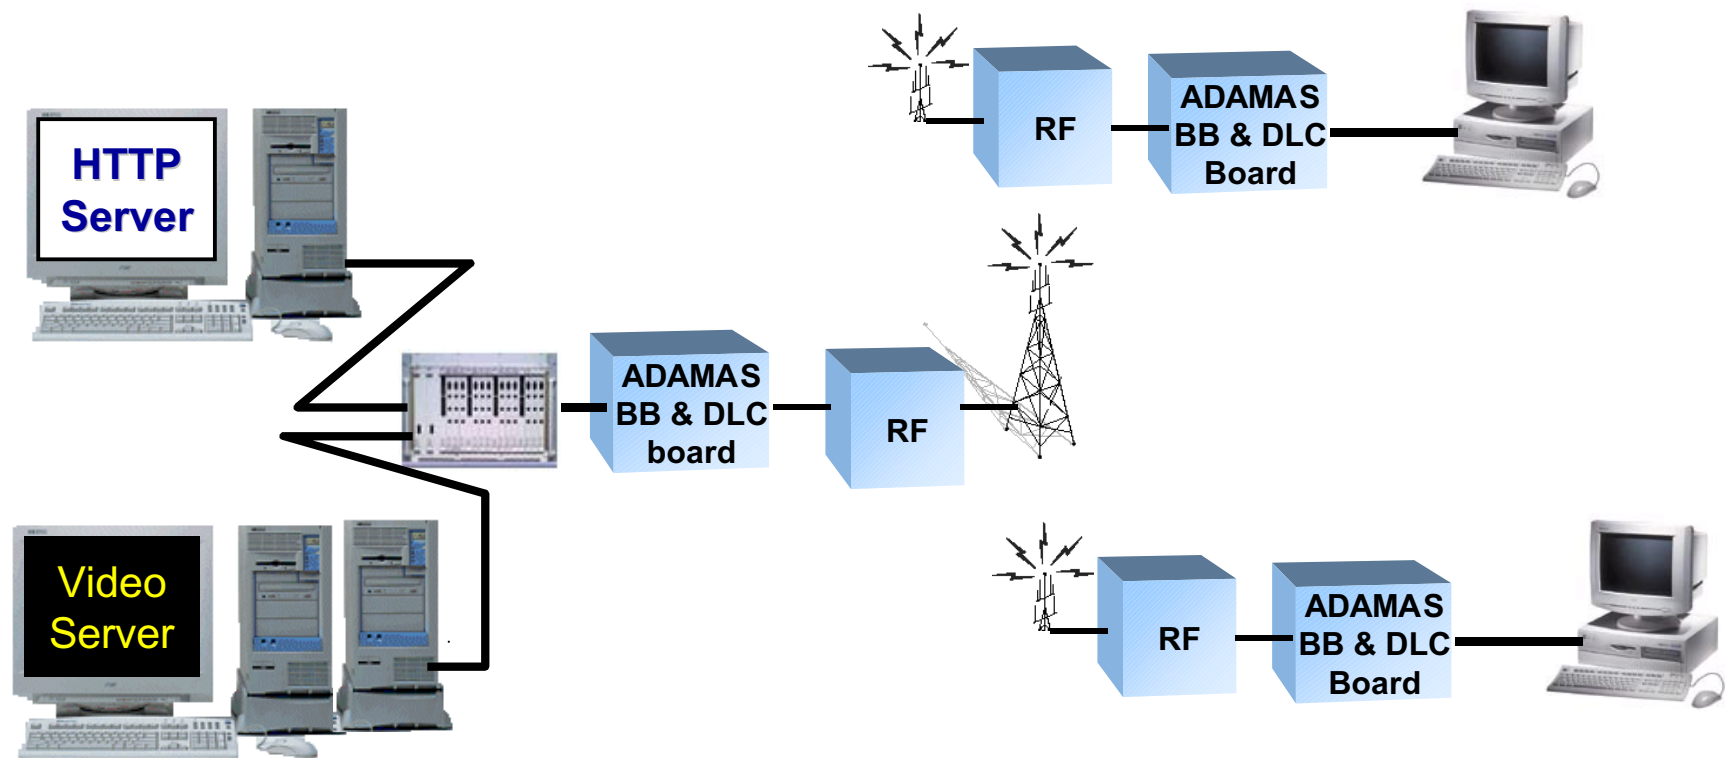 HTTP
Server
RF
ADAMAS
BB & DLC
Board
ADAMAS
BB & DLC
board
RF
Video
Server
RF
ADAMAS
BB & DLC
Board